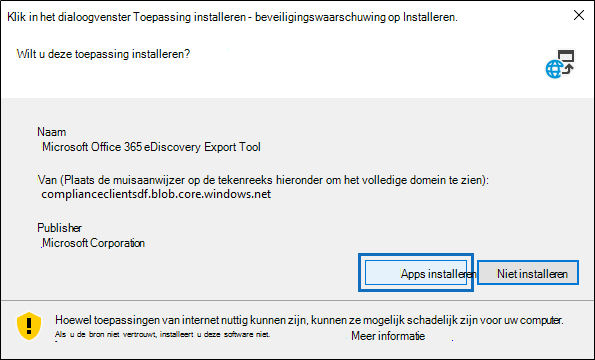 Klik in het dialoogvenster Toepassing installeren - beveiligingswaarschuwing op Installeren.
Wilt u deze toepassing installeren?
Naam
Microsoft Office 365 eDiscovery Export Tool
Van (Plaats de muisaanwijzer op de tekenreeks hieronder om het volledige domein te zien):
complianceclientsdf.blob.core.windows.net
Publisher
Microsoft Corporation
Apps installeren
Niet installeren
Hoewel toepassingen van internet nuttig kunnen zijn, kunnen ze mogelijk schadelijk zijn voor uw computer.
Als u de bron niet vertrouwt, installeert u deze software niet.
Meer informatie